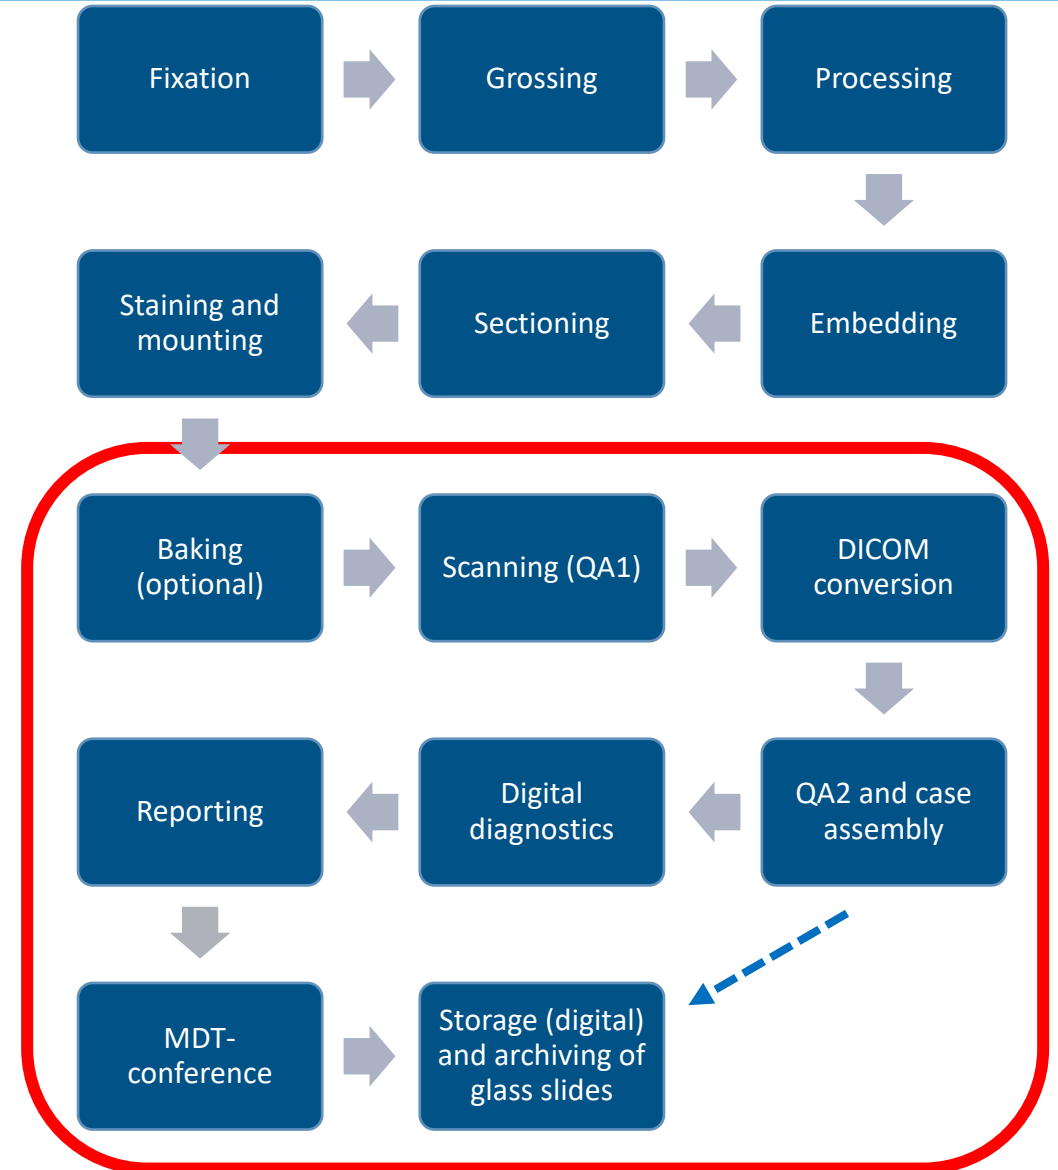 Fixation
Grossing
Processing
Embedding
Sectioning
Staining and
mounting
Baking
(optional)
Scanning (QA1)
DICOM
conversion
QA2 and case
assembly
Digital
diagnostics
Reporting
MDT-
conference
Storage (digital)
and archiving of
glass slides